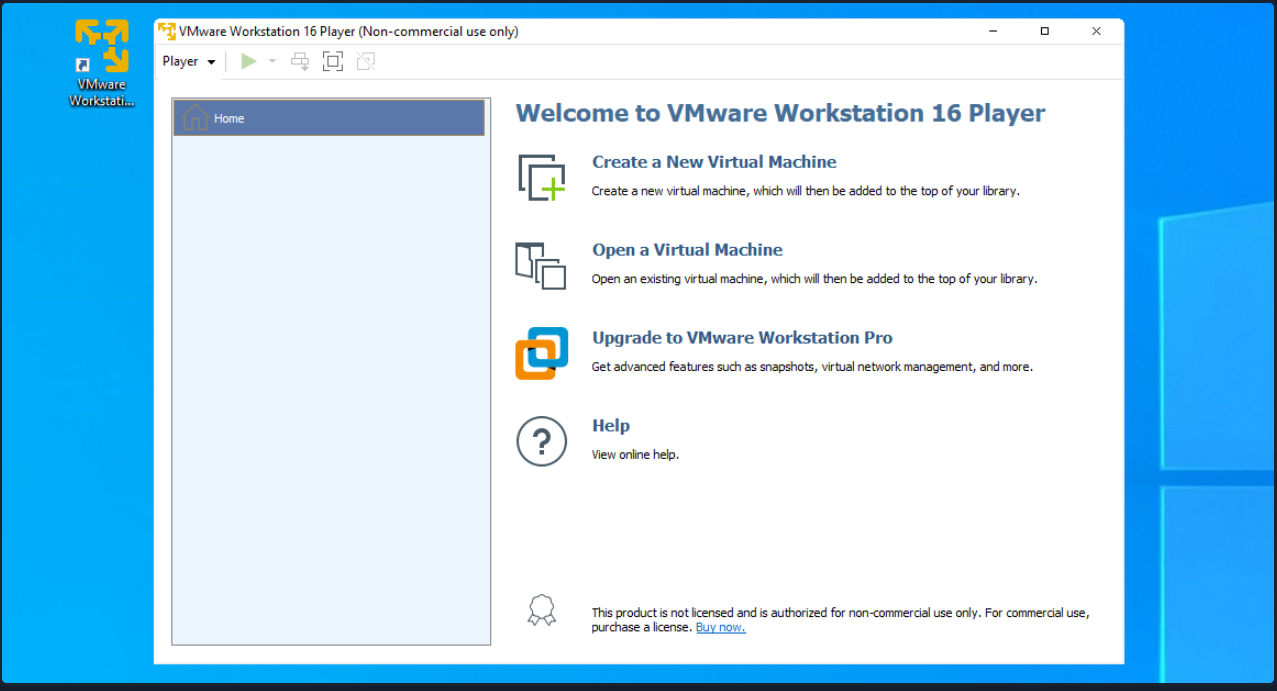 VMware
Workstati...
VMware Workstation 16 Player (Non-commercial use only)
Player
Home
Welcome to VMware Workstation 16 Player
Create a New Virtual Machine
Create a new virtual machine, which will then be added to the top of your library.
Open a Virtual Machine
Open an existing virtual machine, which will then be added to the top of your library.
Upgrade to VMware Workstation Pro
Get advanced features such as snapshots, virtual network management, and more.
?
Help
View online help.
This product is not licensed and is authorized for non-commercial use only. For commercial use,
purchase a license. Buy now.